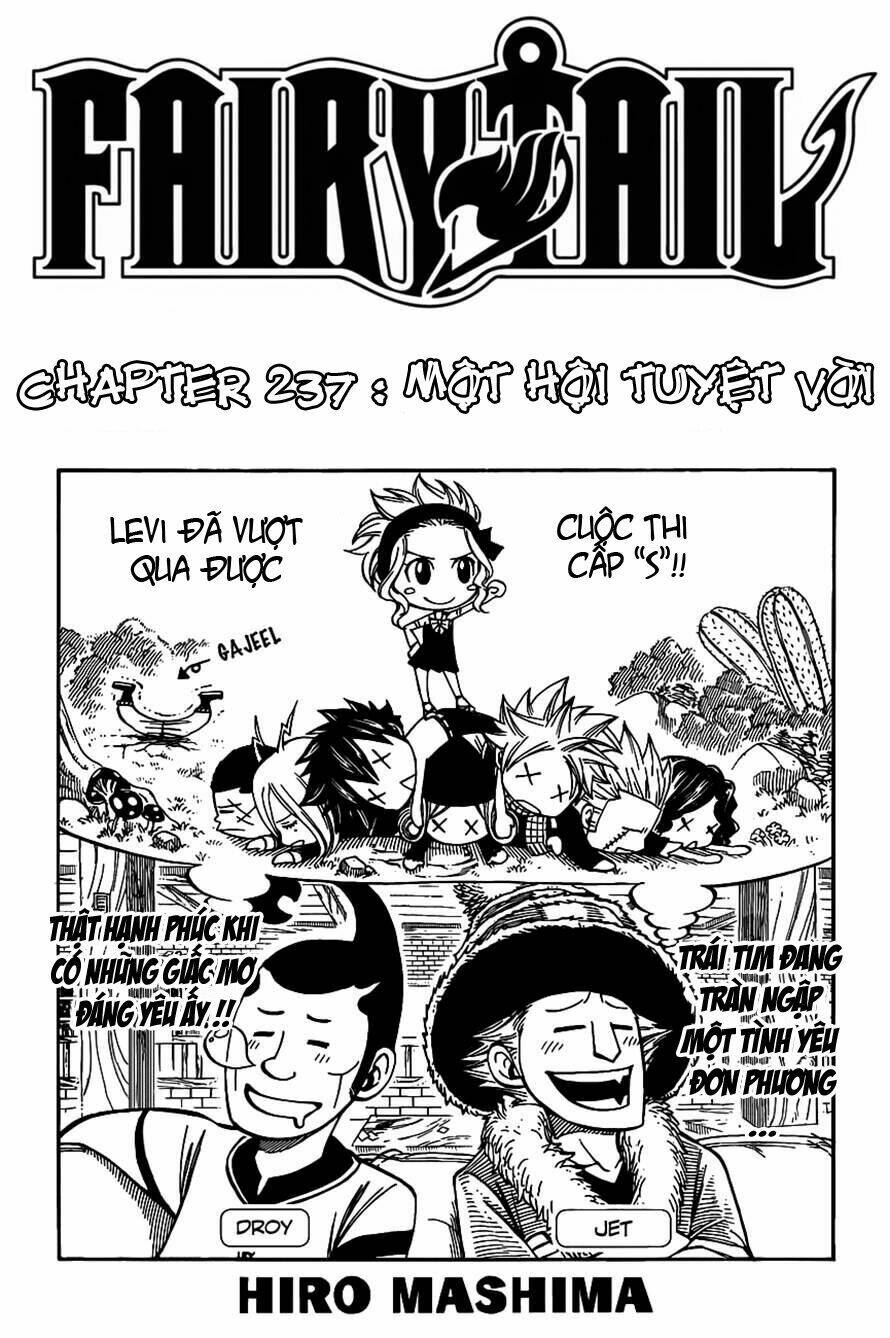 FAIRY TAIL
CHAPTER 237 : MỘT HỘI TUYỆT VỜI
LEVI ĐÃ VƯỢT
QUA ĐƯỢC
CUỘC THI
CẤP "S"!!
GAJEEL
THẬT HẠNH PHÚC KHI
CÓ NHỮNG GIẤC MƠ
ĐÁNG YÊU ẤY !!
TRÁI TIM ĐANG
TRÀN NGẬP
MỘT TÌNH YÊU
ĐƠN PHƯƠNG
...
DROY
JET
HIRO MASHIMA